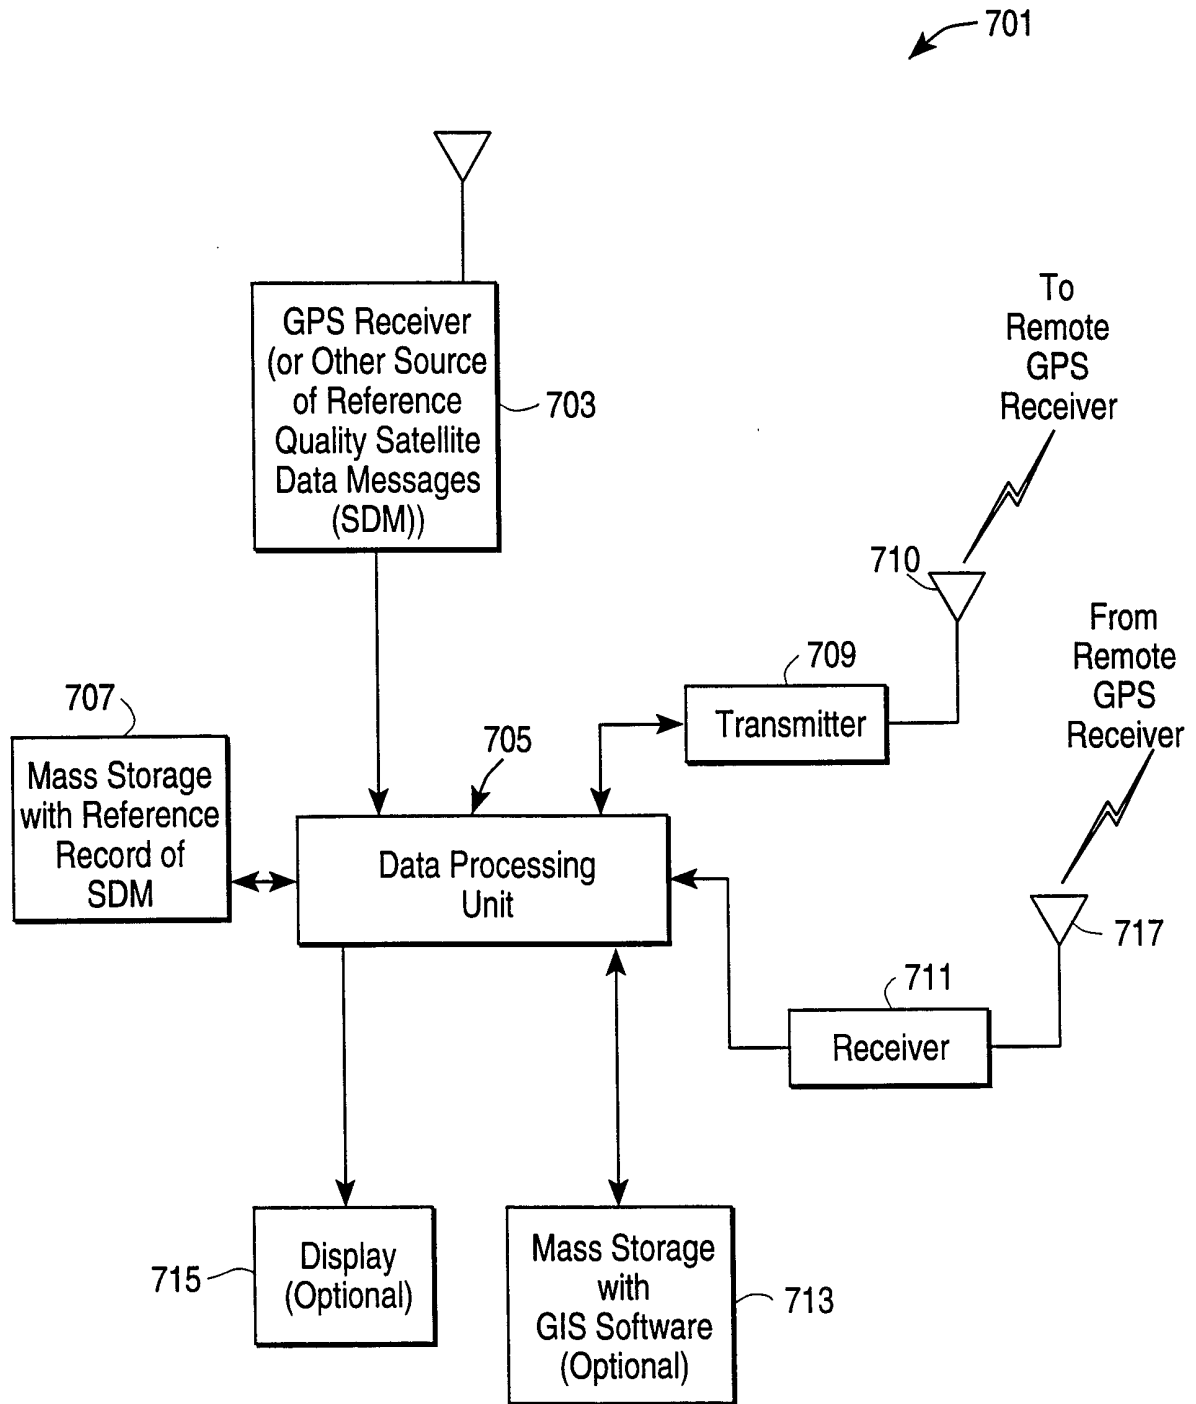 701
GPS Receiver
(or Other Source
of Reference
Quality Satellite
Data Messages
(SDM))
703
To
Remote
GPS
Receiver
710
From
Remote
GPS
Receiver
709
Transmitter
707
Mass Storage
with Reference
Record of
SDM
705
Data Processing
Unit
717
711
Receiver
715
Display
(Optional)
Mass Storage
with
GIS Software
(Optional)
713